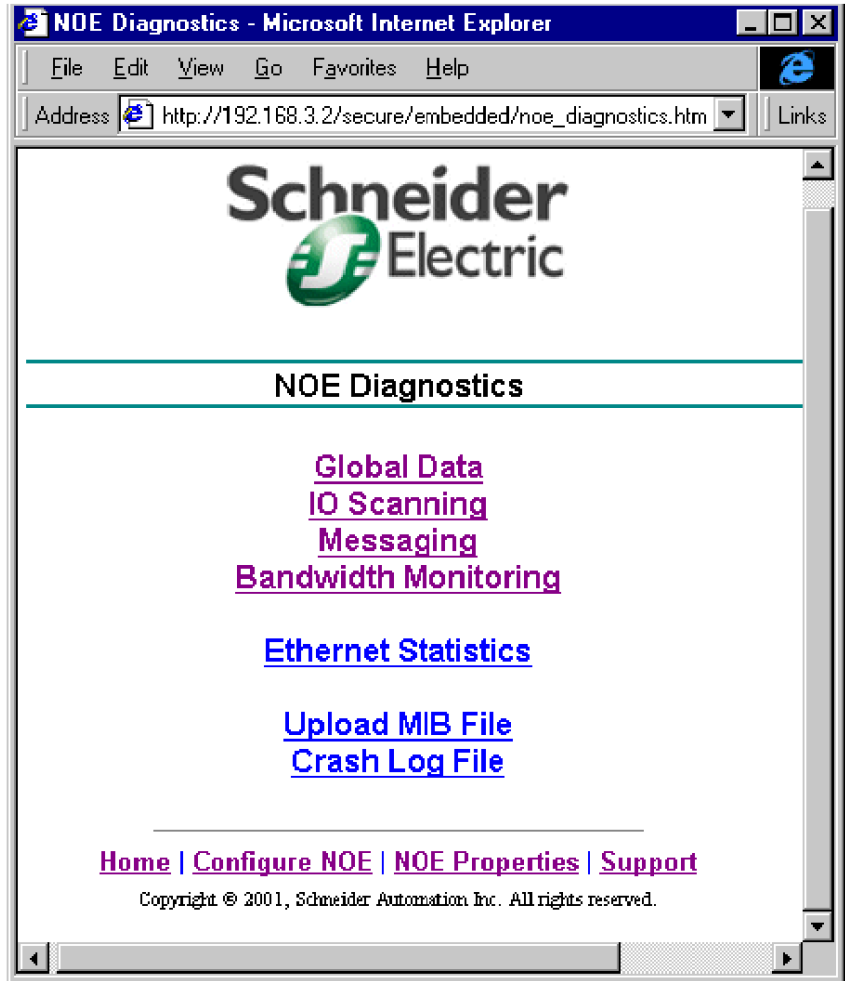 NOE Diagnostics - Microsoft Internet Explorer
File Edit View Go Favorites Help
Address http://192.168.3.2/secure/embedded/noe_diagnostics.htm Links
Schneider
Electric
NOE Diagnostics
Global Data
IO Scanning
Messaging
Bandwidth Monitoring
Ethernet Statistics
Upload MIB File
Crash Log File
Home | Configure NOE | NOE Properties | Support
Copyright © 2001, Schneider Automation Inc. All rights reserved.